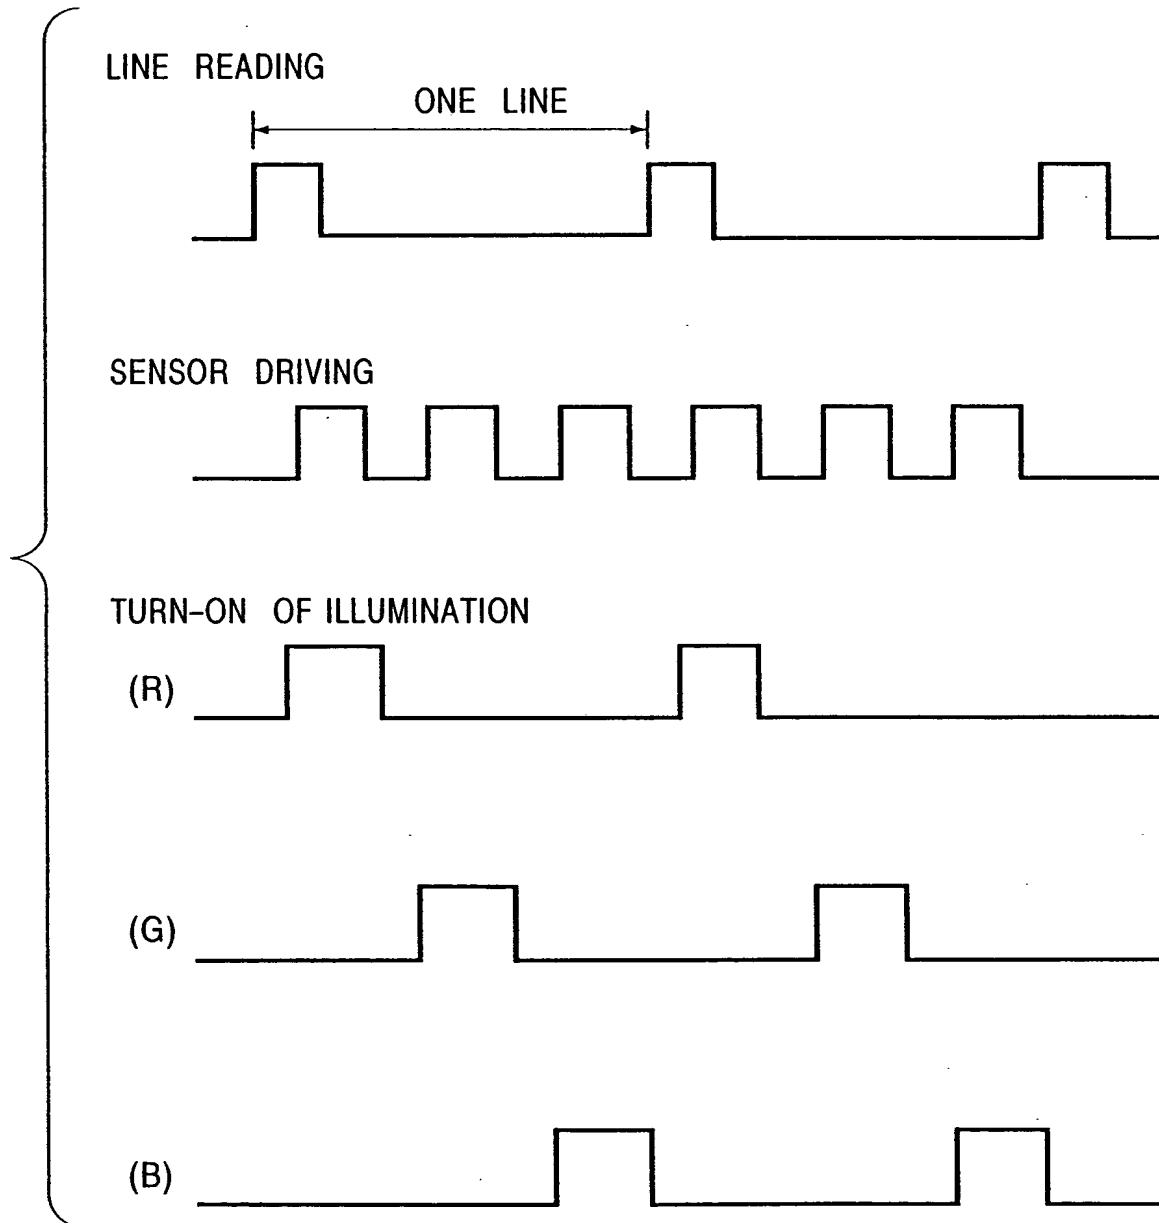 LINE READING
ONE LINE
SENSOR DRIVING
TURN-ON OF ILLUMINATION
(R)
(G)
(B)